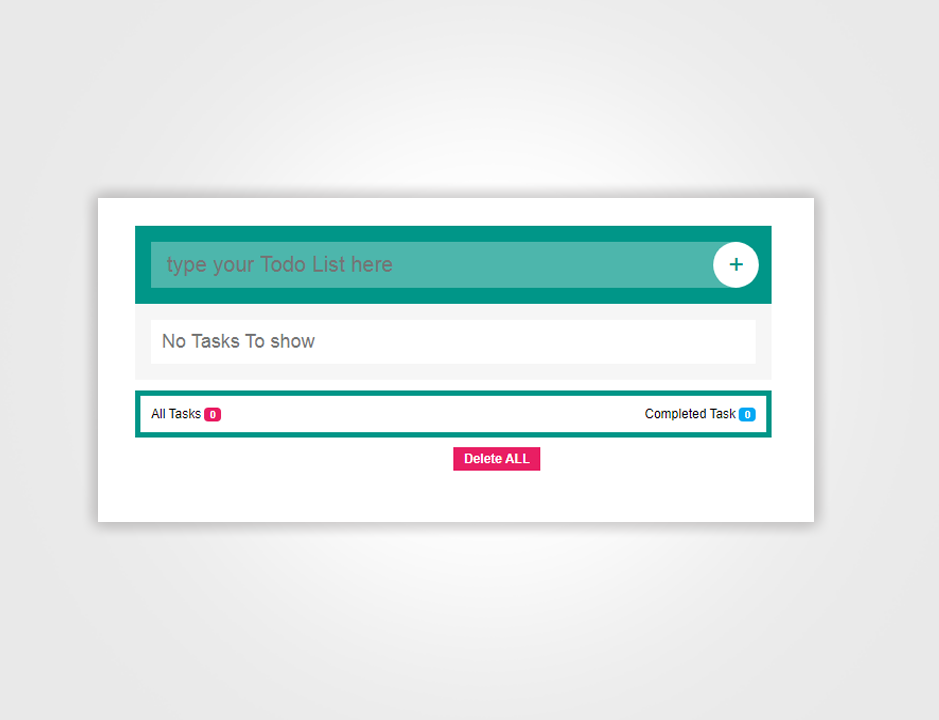 type your Todo List here +
No Tasks To show
All Tasks 0 Completed Task 0
Delete ALL